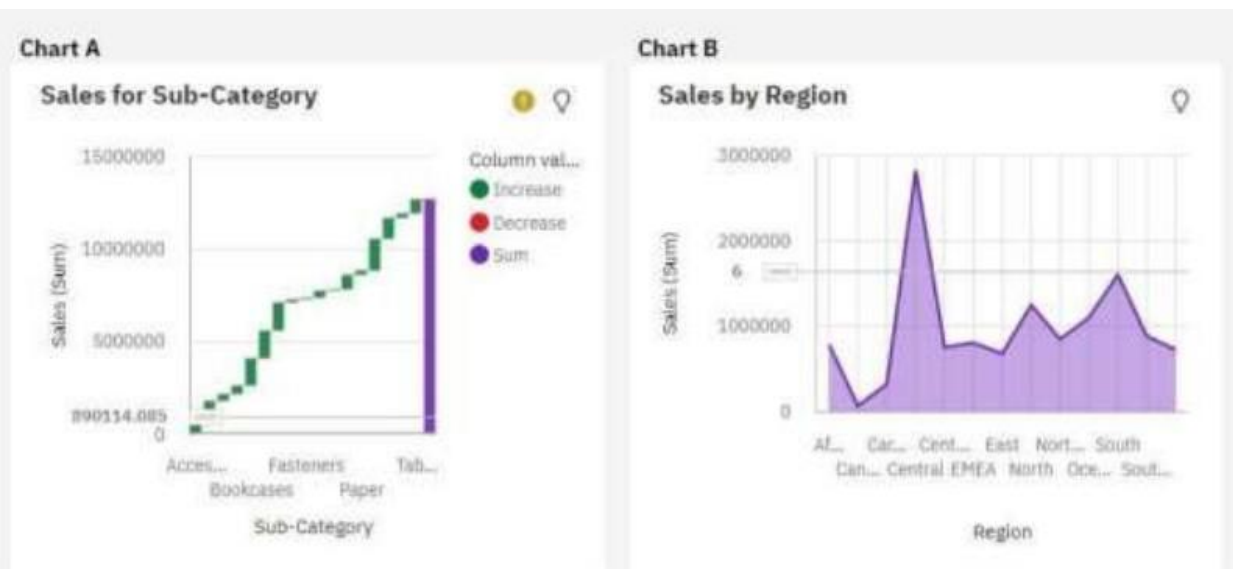 Chart A
Sales for Sub-Category
15000000
10000000
5000000
890114.085
0
Sales (Sum)
Acces...
Fasteners
Tab...
Bookcases
Paper
Sub-Category
Column val...
Increase
Decrease
Sum
Chart B
Sales by Region
3000000
2000000
6
1000000
0
Sales (Sum)
Af... Car... Cent... East Nort... South
Can... Central EMEA North Oce... Sout...
Region